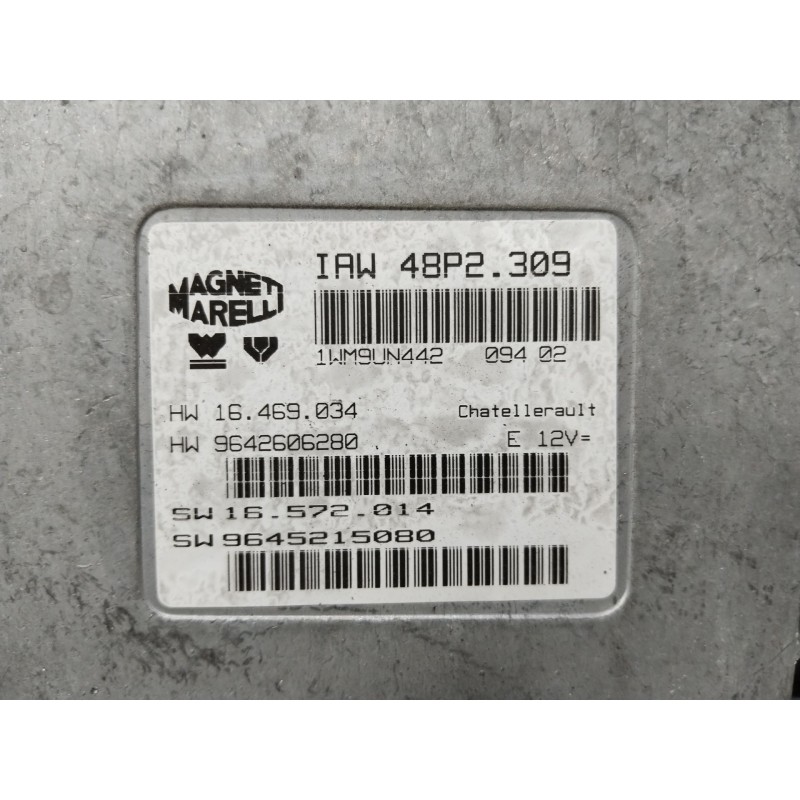 MAGNETI
MARELLI
IAW 48P2.309
1WM9UN442 094 02
HW 16.469.034 Chatellerault
HW 9642606280 E 12V=
SW 16.572.014
SW 9645215080